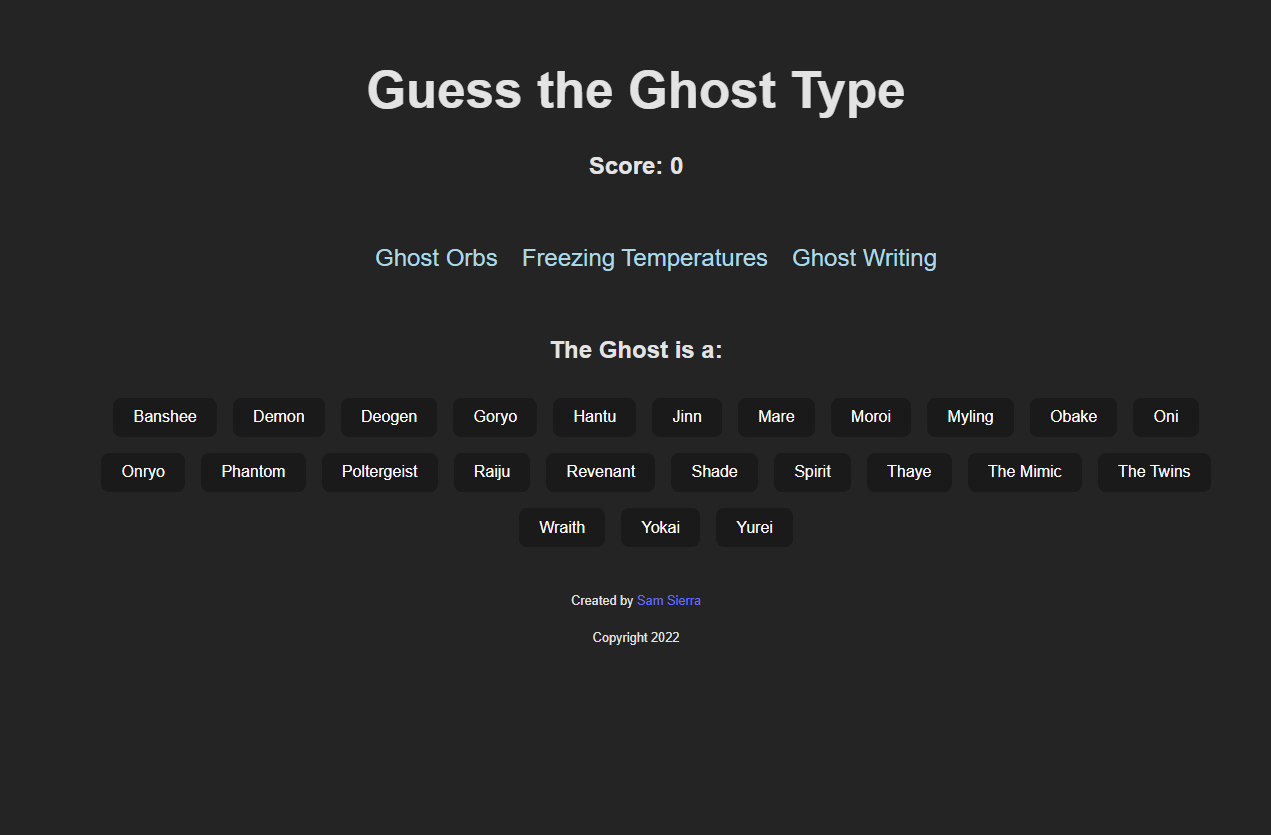 Guess the Ghost Type
Score: 0
Ghost Orbs Freezing Temperatures Ghost Writing
The Ghost is a:
Banshee Demon Deogen Goryo Hantu Jinn Mare Moroi Myling Obake Oni
Onryo Phantom Poltergeist Raiju Revenant Shade Spirit Thaye The Mimic The Twins
Wraith Yokai Yurei
Created by Sam Sierra
Copyright 2022